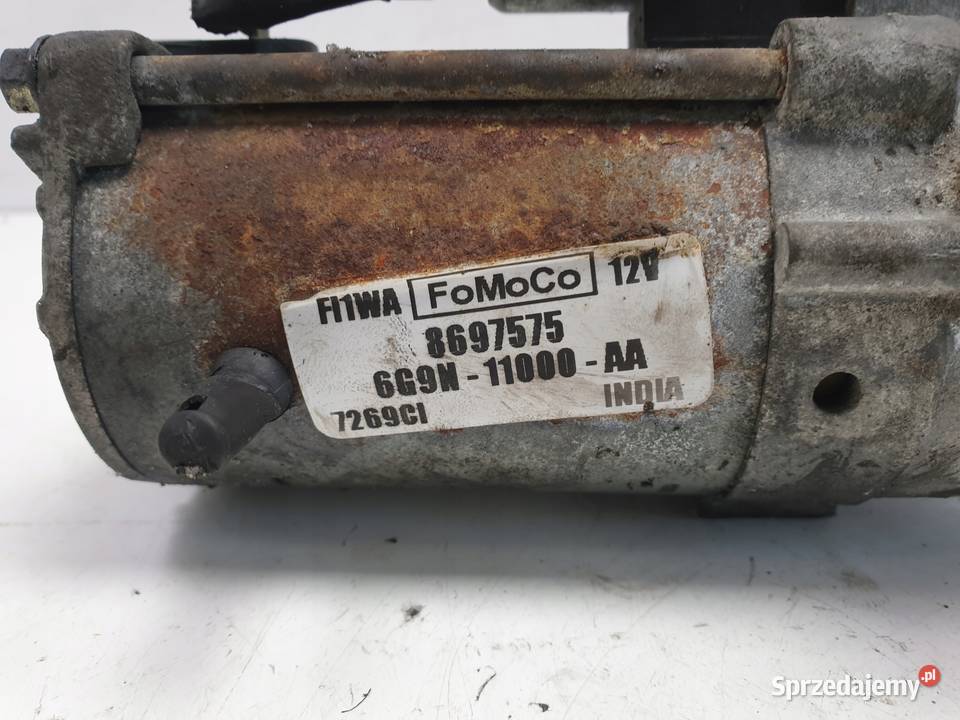 FI1WA FoMoCo 12V
8697575
6G9N - 11000 - AA
7269CI INDIA
Sprzedajemy .pl